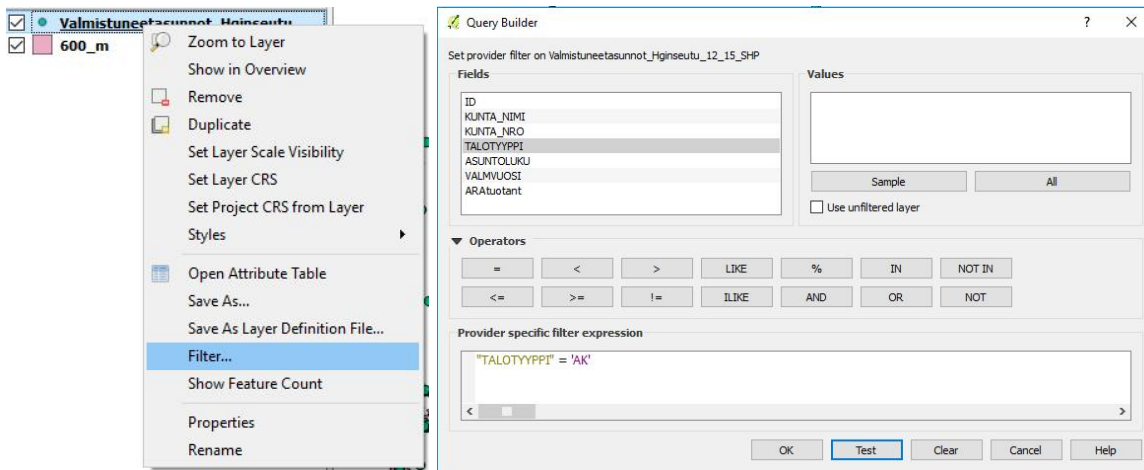 Valmistuneetasunnot_Hginseutu
600_m
Zoom to Layer
Show in Overview
Remove
Duplicate
Set Layer Scale Visibility
Set Layer CRS
Set Project CRS from Layer
Styles
Open Attribute Table
Save As...
Save As Layer Definition File...
Filter...
Show Feature Count
Properties
Rename
Query Builder
?
Set provider filter on Valmistuneetasunnot_Hginseutu_12_15_SHP
Fields
ID
KUNTA_NIMI
KUNTA_NRO
TALOTYYPPI
ASUNTOLUKU
VALMVUOSI
ARAtuotant
Values
Sample All
Use unfiltered layer
Operators
= < > LIKE % IN NOT IN
<= >= != ILIKE AND OR NOT
Provider specific filter expression
"TALOTYYPPI" = 'AK'
OK Test Clear Cancel Help